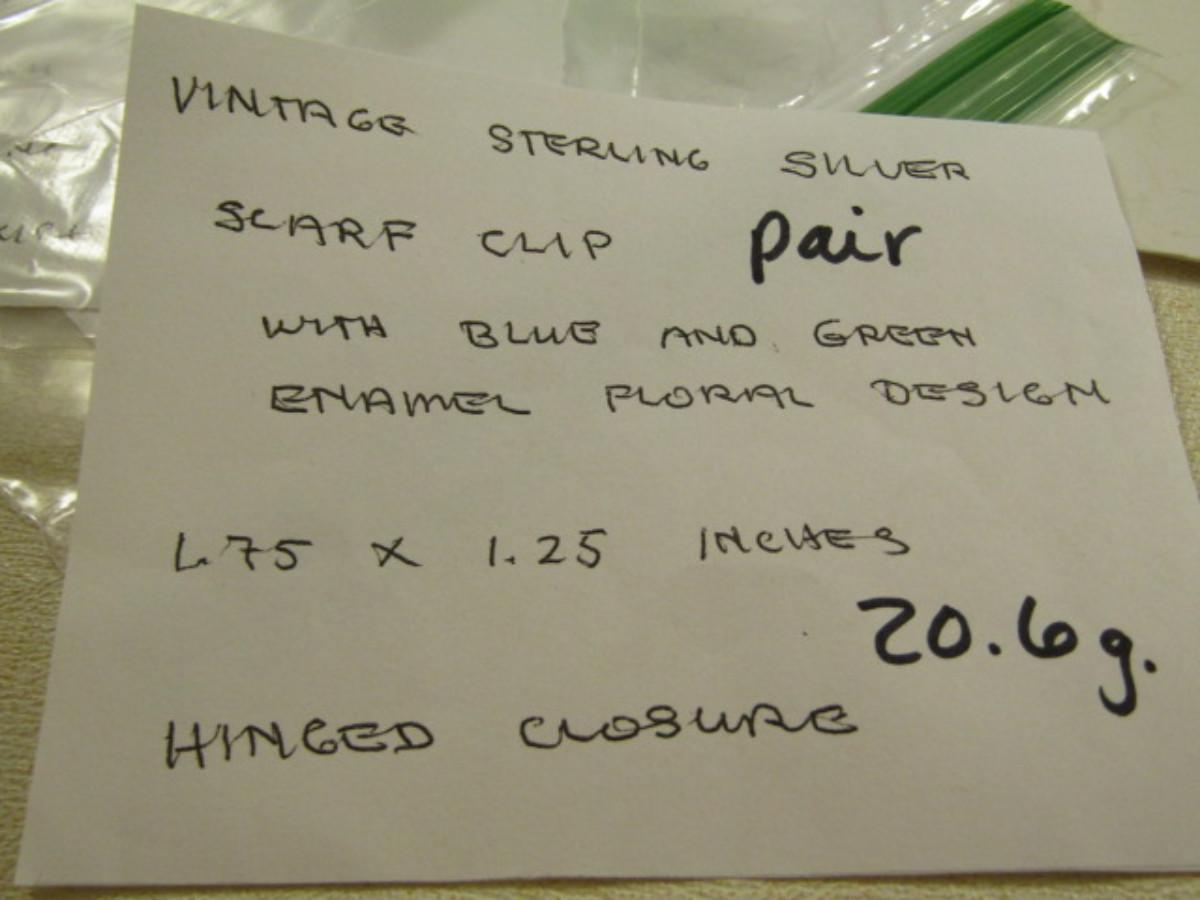 VINTAGE STERLING SILVER
SCARF CLIP pair
WITH BLUE AND GREEN
ENAMEL FLORAL DESIGN
1.75 X 1.25 INCHES
20.6 g.
HINGED CLOSURE